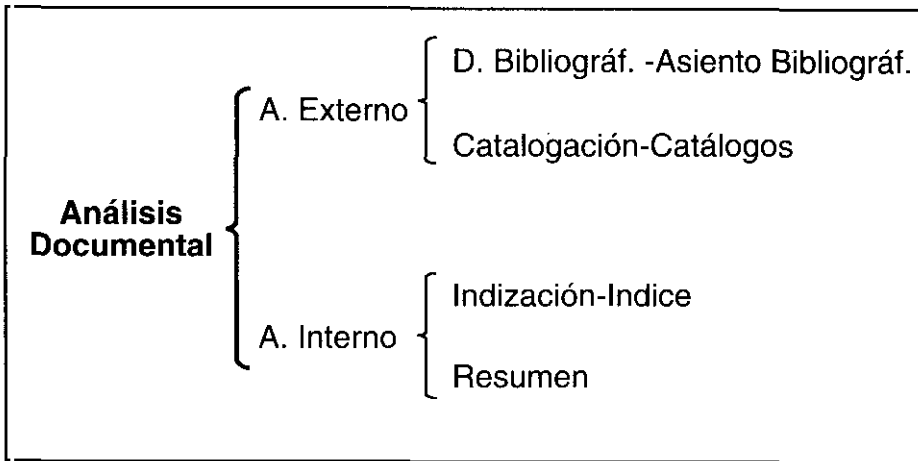 D. Bibliográf. -Asiento Bibliográf.
A. Externo
Catalogación-Catálogos
Análisis
Documental
Indización-Indice
A. Interno
Resumen